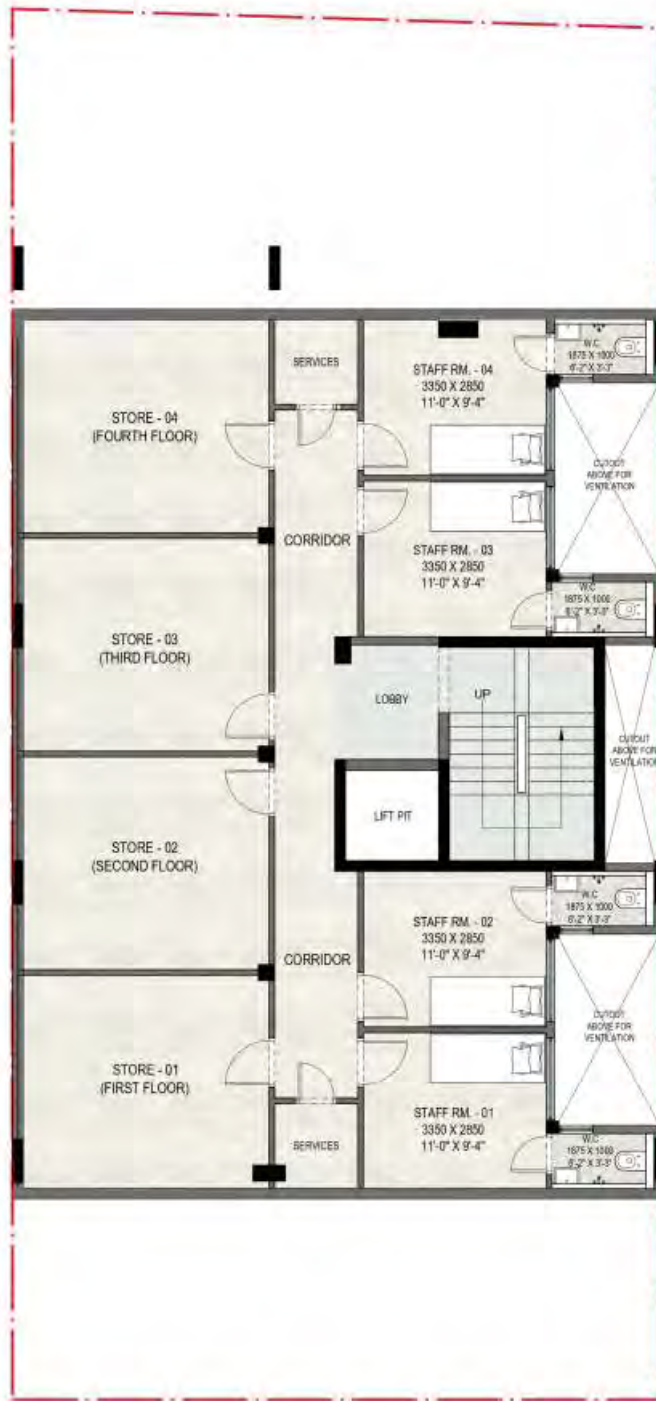 SERVICES
STAFF RM. - 04
3350 X 2850
11'-0" X 9'-4"
W.C
1875 X 1000
6'-2" X 3'-3"
STORE - 04
(FOURTH FLOOR)
CUTOUT
ABOVE FOR
VENTILATION
CORRIDOR
STAFF RM. - 03
3350 X 2850
11'-0" X 9'-4"
W.C
1875 X 1000
6'-2" X 3'-3"
STORE - 03
(THIRD FLOOR)
LOBBY
UP
CUTOUT
ABOVE FOR
VENTILATION
LIFT PIT
STORE - 02
(SECOND FLOOR)
W.C
1875 X 1000
6'-2" X 3'-3"
STAFF RM. - 02
3350 X 2850
11'-0" X 9'-4"
CORRIDOR
CUTOUT
ABOVE FOR
VENTILATION
STORE - 01
(FIRST FLOOR)
STAFF RM. - 01
3350 X 2850
11'-0" X 9'-4"
SERVICES
W.C
1875 X 1000
6'-2" X 3'-3"